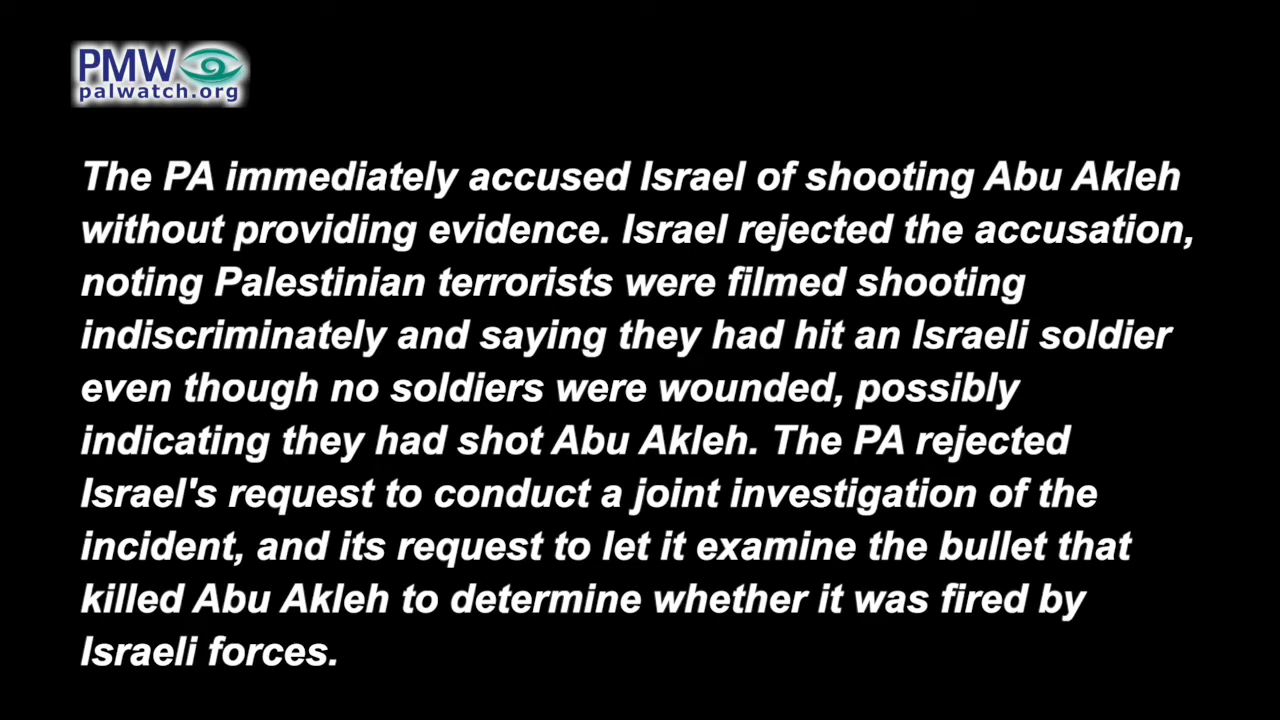 PMW
palwatch.org
The PA immediately accused Israel of shooting Abu Akleh
without providing evidence. Israel rejected the accusation,
noting Palestinian terrorists were filmed shooting
indiscriminately and saying they had hit an Israeli soldier
even though no soldiers were wounded, possibly
indicating they had shot Abu Akleh. The PA rejected
Israel's request to conduct a joint investigation of the
incident, and its request to let it examine the bullet that
killed Abu Akleh to determine whether it was fired by
Israeli forces.